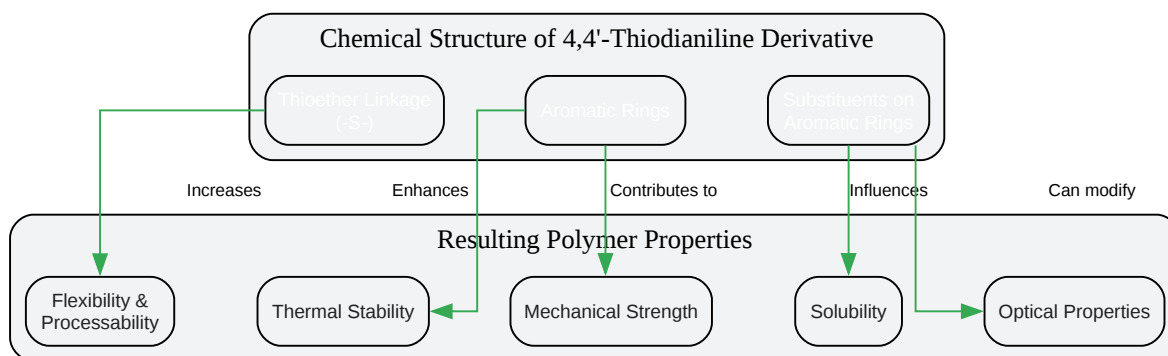 Chemical Structure of 4,4'-Thiodianiline Derivative
Thioether Linkage
(-S-)
Aromatic Rings
Substituents on
Aromatic Rings
Increases
Enhances
Contributes to
Influences
Can modify
Resulting Polymer Properties
Flexibility &
Processability
Thermal Stability
Mechanical Strength
Solubility
Optical Properties